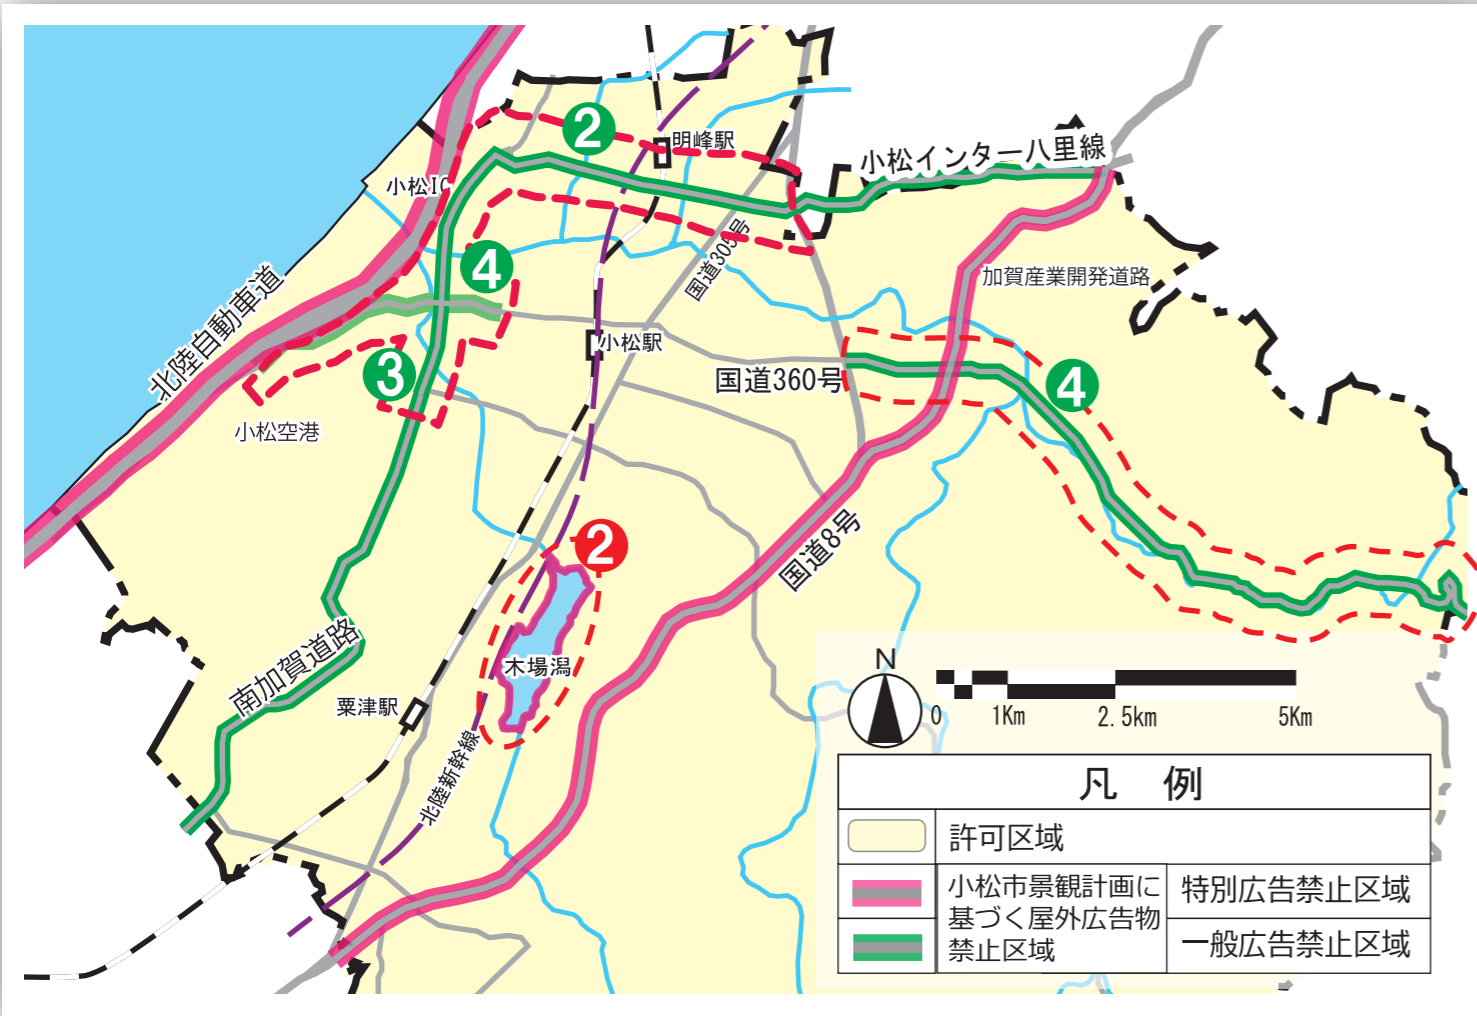 2
明峰駅
小松インター八里線
小松IC
国道305号
4
加賀産業開発道路
北陸自動車道
小松駅
3
国道360号
4
小松空港
国道8号
2
木場潟
南加賀道路
粟津駅
北陸新幹線
N
0 1Km 2.5km 5Km
凡 例
許可区域
小松市景観計画に
基づく屋外広告物
禁止区域
特別広告禁止区域
一般広告禁止区域